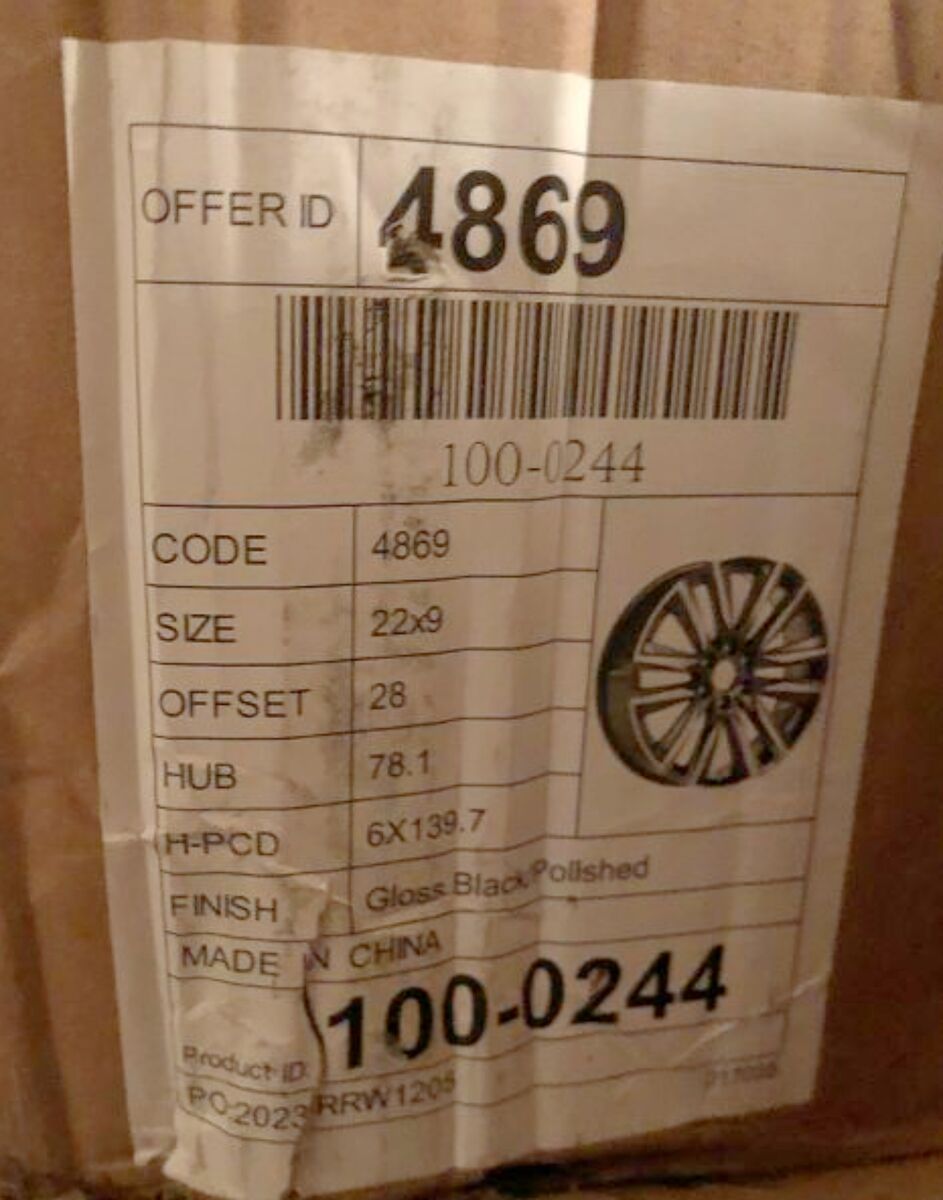 OFFER ID 4869
100-0244
CODE 4869
SIZE 22x9
OFFSET 28
HUB 78.1
H-PCD 6X139.7
FINISH Gloss Black/Polished
MADE IN CHINA
Product ID: 100-0244
PO-2023 RRW1205